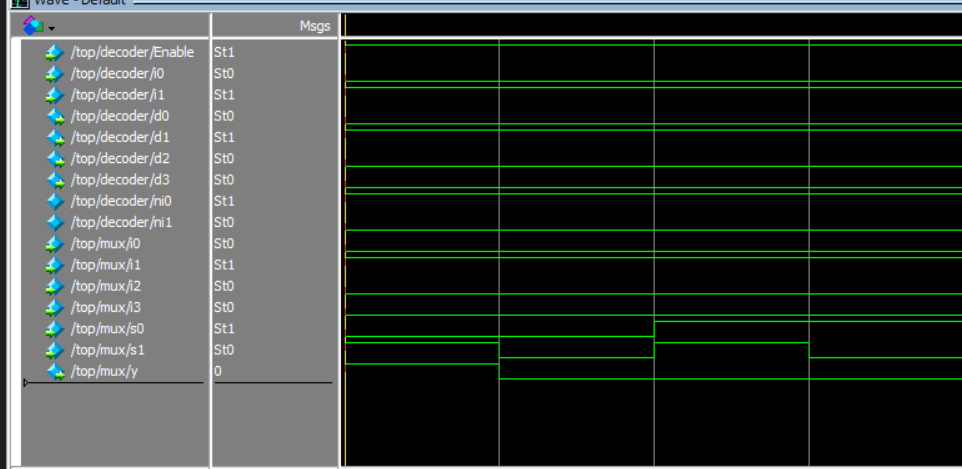 Wave - Default
Msgs
/top/decoder/Enable St1
/top/decoder/i0 St0
/top/decoder/i1 St1
/top/decoder/d0 St0
/top/decoder/d1 St1
/top/decoder/d2 St0
/top/decoder/d3 St0
/top/decoder/ni0 St1
/top/decoder/ni1 St0
/top/mux/i0 St0
/top/mux/i1 St1
/top/mux/i2 St0
/top/mux/i3 St0
/top/mux/s0 St1
/top/mux/s1 St0
/top/mux/y 0